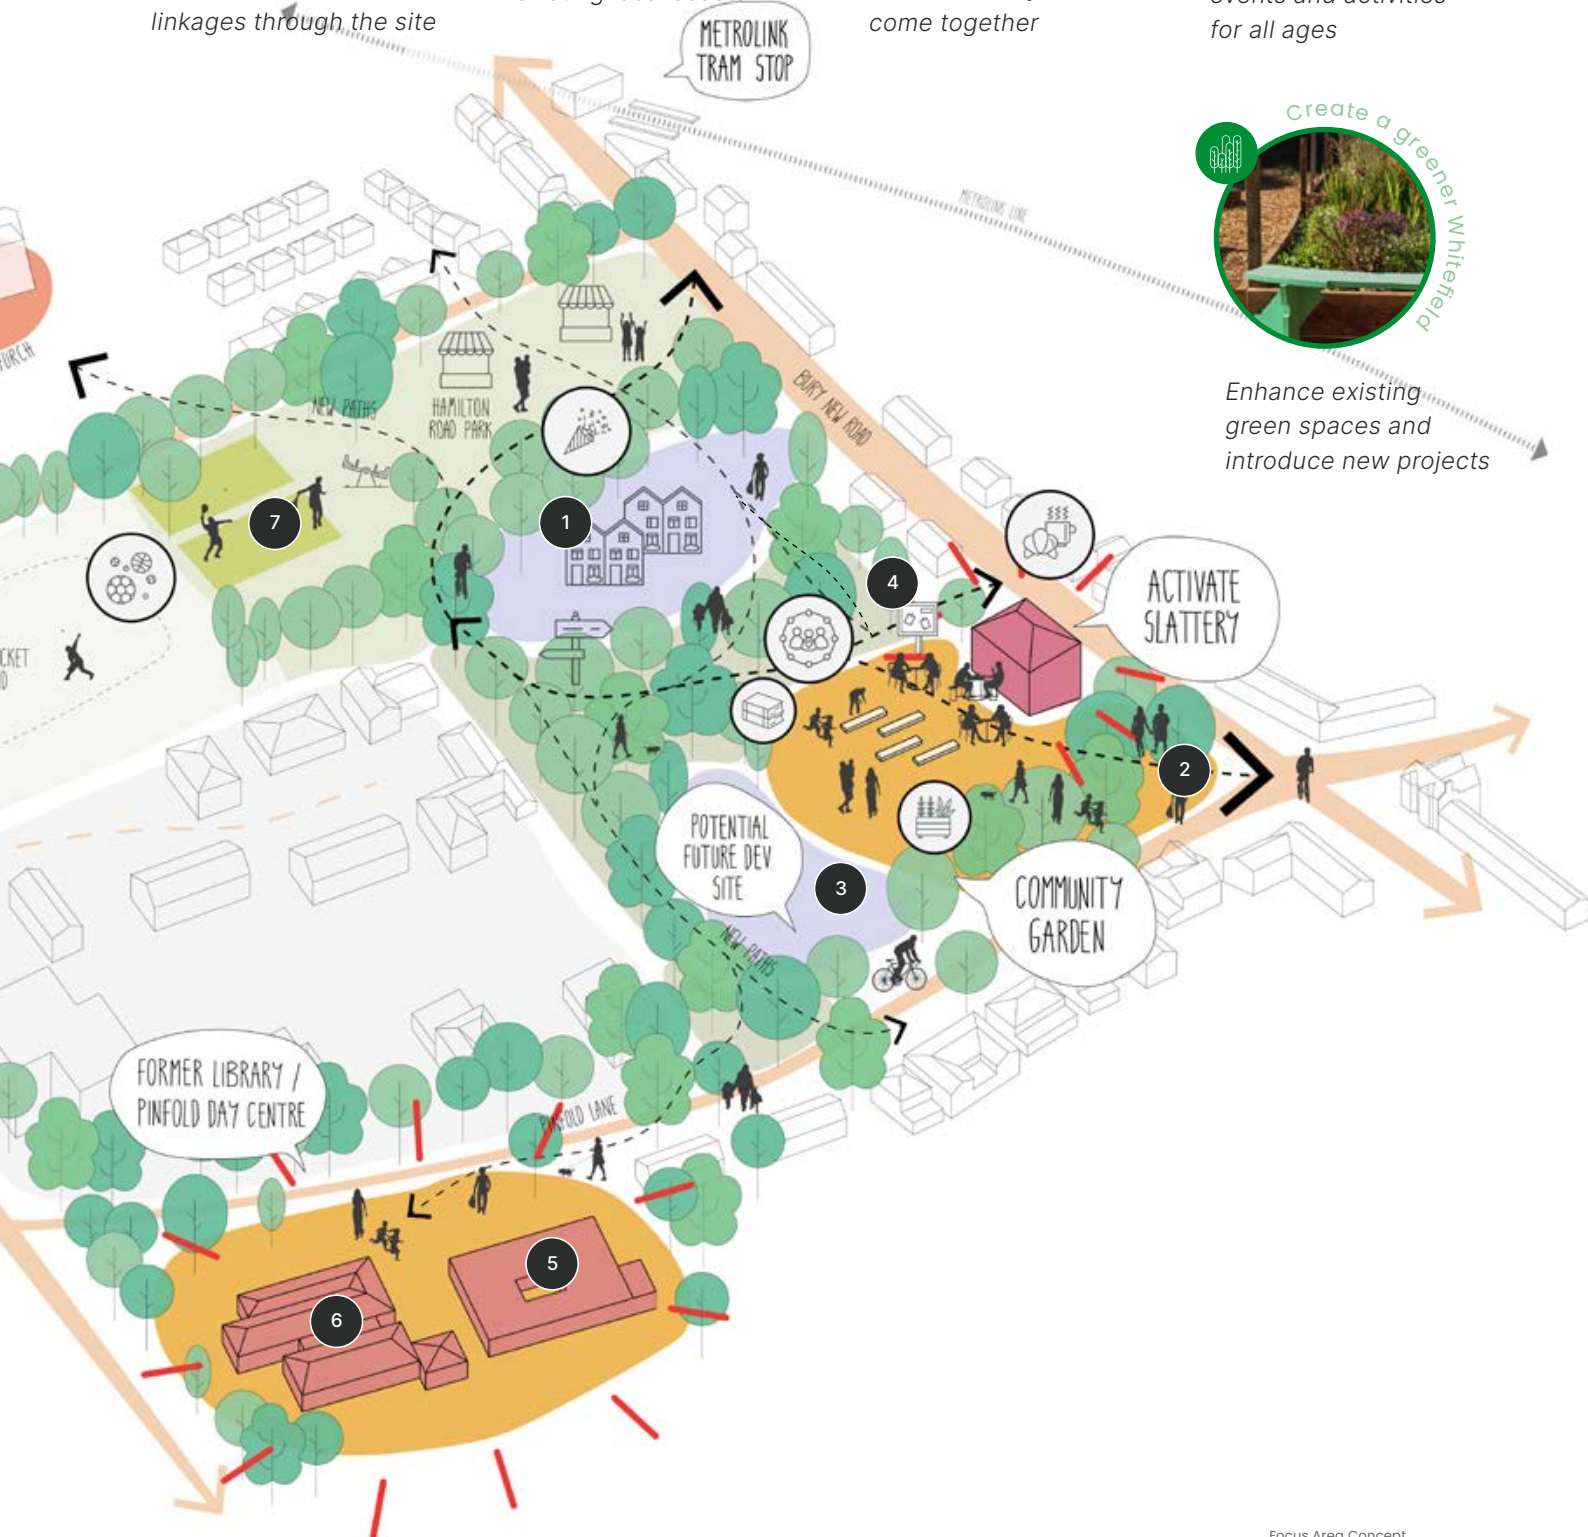 linkages through the site
come together
for all ages
METROLINK
TRAM STOP
Create a greener Whitefield
METROLINK LINE
Enhance existing
green spaces and
introduce new projects
BURY NEW ROAD
NEW PATHS
HAMILTON
ROAD PARK
7
1
4
ACTIVATE
SLATTERY
2
POTENTIAL
FUTURE DEV.
SITE
3
COMMUNITY
GARDEN
NEW PATHS
FORMER LIBRARY /
PINFOLD DAY CENTRE
PINFOLD LANE
5
6
Focus Area Concept